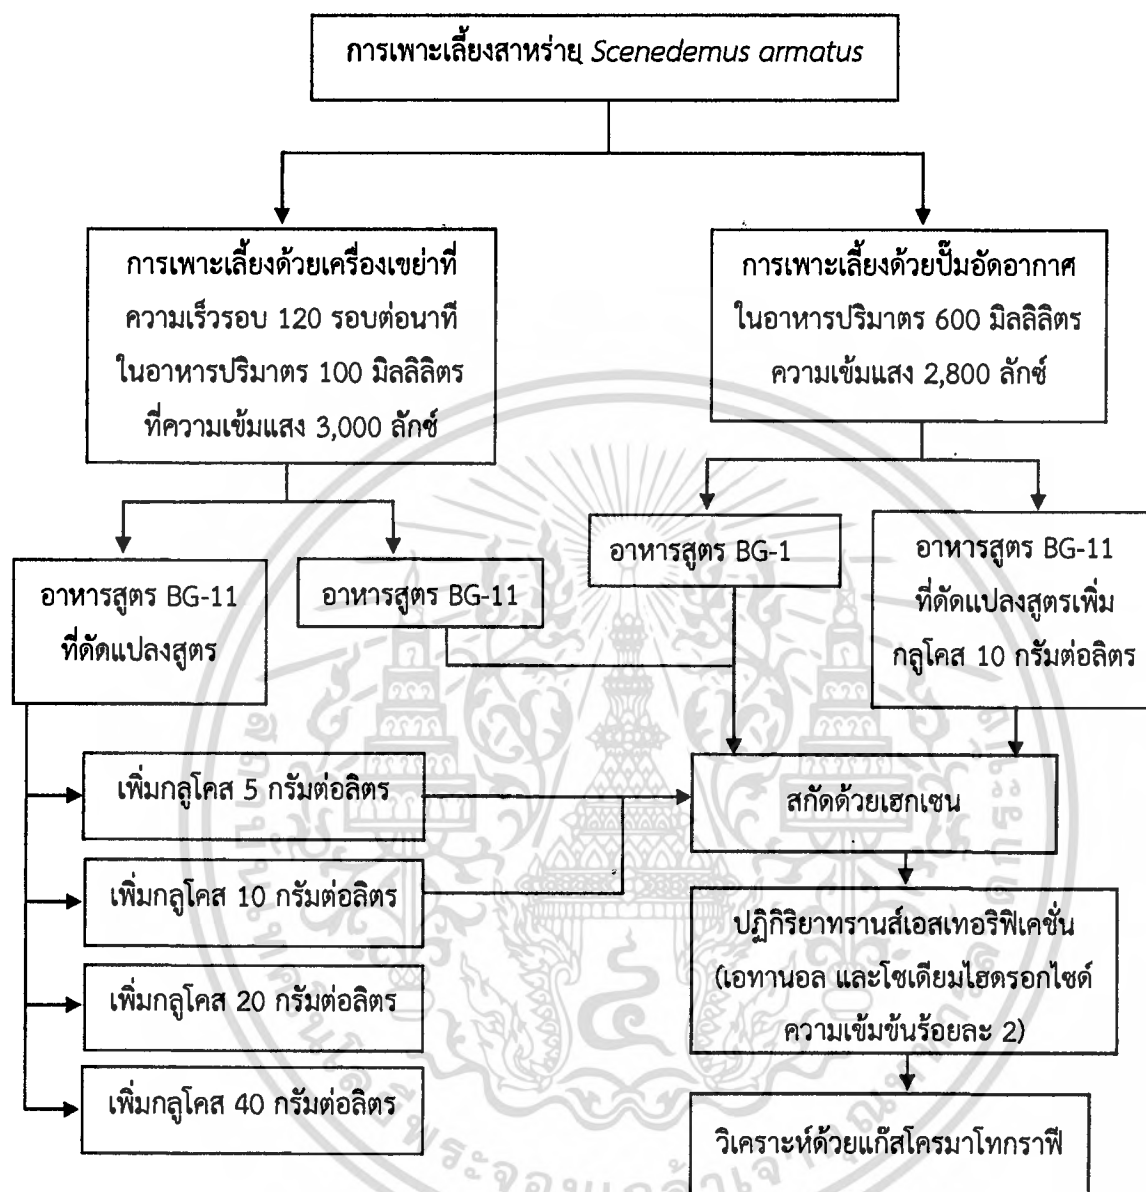 การเพาะเลี้ยงสาหร่าย Scenedemus armatus
การเพาะเลี้ยงด้วยเครื่องเขย่าที่
ความเร็วรอบ 120 รอบต่อนาที
ในอาหารปริมาตร 100 มิลลิลิตร
ที่ความเข้มแสง 3,000 ลักซ์
การเพาะเลี้ยงด้วยปั๊มอัดอากาศ
ในอาหารปริมาตร 600 มิลลิลิตร
ความเข้มแสง 2,800 ลักซ์
อาหารสูตร BG-11
ที่ดัดแปลงสูตร
อาหารสูตร BG-11
อาหารสูตร BG-1
อาหารสูตร BG-11
ที่ดัดแปลงสูตรเพิ่ม
กลูโคส 10 กรัมต่อลิตร
เพิ่มกลูโคส 5 กรัมต่อลิตร
เพิ่มกลูโคส 10 กรัมต่อลิตร
เพิ่มกลูโคส 20 กรัมต่อลิตร
เพิ่มกลูโคส 40 กรัมต่อลิตร
สกัดด้วยเฮกเซน
ปฏิกิริยาทรานส์เอสเทอริฟิเคชั่น
(เอทานอล และโซเดียมไฮดรอกไซด์
ความเข้มข้นร้อยละ 2)
วิเคราะห์ด้วยแก๊สโครมาโทกราฟี